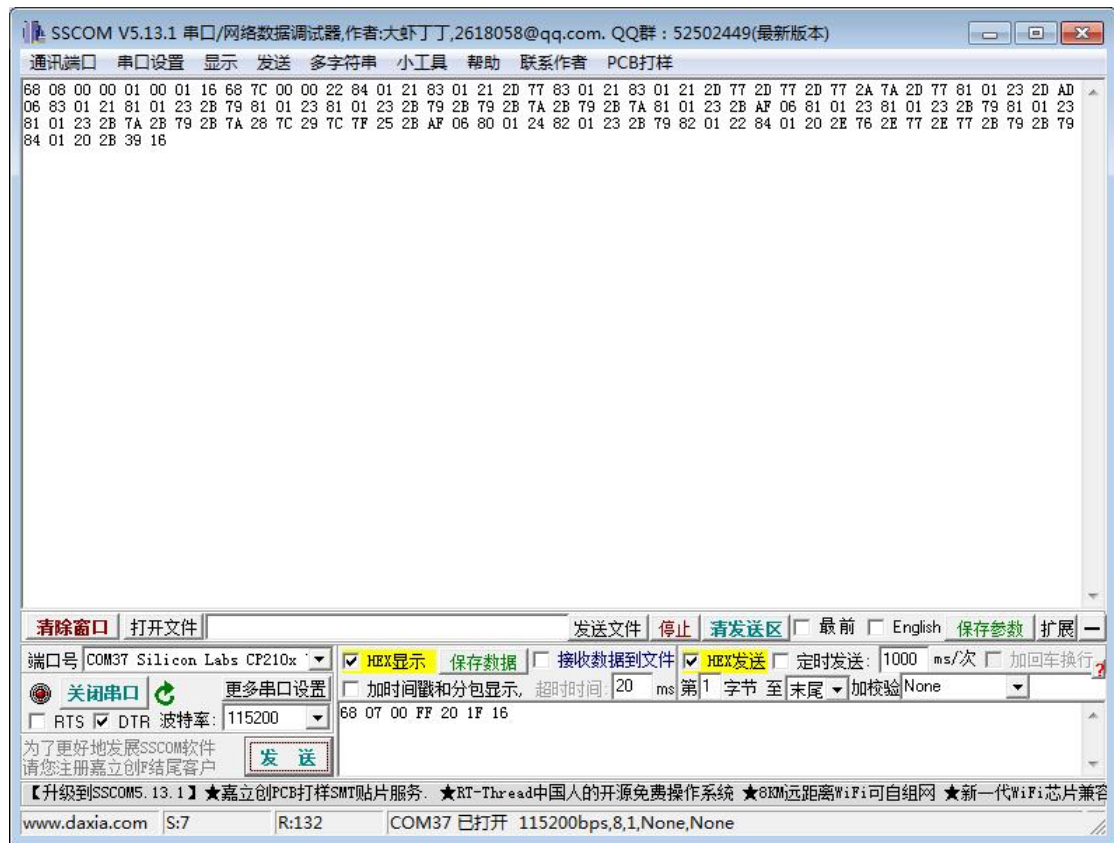 SSCOM V5.13.1 串口/网络数据调试器,作者:大虾丁丁,2618058@qq.com. QQ群：52502449(最新版本)
通讯端口 串口设置 显示 发送 多字符串 小工具 帮助 联系作者 PCB打样
68 08 00 00 01 00 01 16 68 7C 00 00 22 84 01 21 83 01 21 2D 77 83 01 21 83 01 21 2D 77 2D 77 2D 77 2A 7A 2D 77 81 01 23 2D AD
06 83 01 21 81 01 23 2B 79 81 01 23 81 01 23 2B 79 2B 79 2B 7A 2B 79 2B 7A 81 01 23 2B AF 06 81 01 23 81 01 23 2B 79 81 01 23
81 01 23 2B 7A 2B 79 2B 7A 28 7C 29 7C 7F 25 2B AF 06 80 01 24 82 01 23 2B 79 82 01 22 84 01 20 2E 76 2E 77 2E 77 2B 79 2B 79
84 01 20 2B 39 16
清除窗口 打开文件 发送文件 停止 清发送区 最前 English 保存参数 扩展 —
端口号 COM37 Silicon Labs CP210x HEX显示 保存数据 接收数据到文件 HEX发送 定时发送: 1000 ms/次 加回车换行
关闭串口 更多串口设置 加时间戳和分包显示, 超时时间: 20 ms 第 1 字节 至 末尾 加校验 None
RTS DTR 波特率: 115200
68 07 00 FF 20 1F 16
为了更好地发展SSCOM软件
请您注册嘉立创F结尾客户
发 送
【升级到SSCOM5.13.1】★嘉立创PCB打样SMT贴片服务. ★RT-Thread中国人的开源免费操作系统 ★8KM远距离WiFi可自组网 ★新一代WiFi芯片兼容
www.daxia.com S:7 R:132 COM37 已打开 115200bps,8,1,None,None